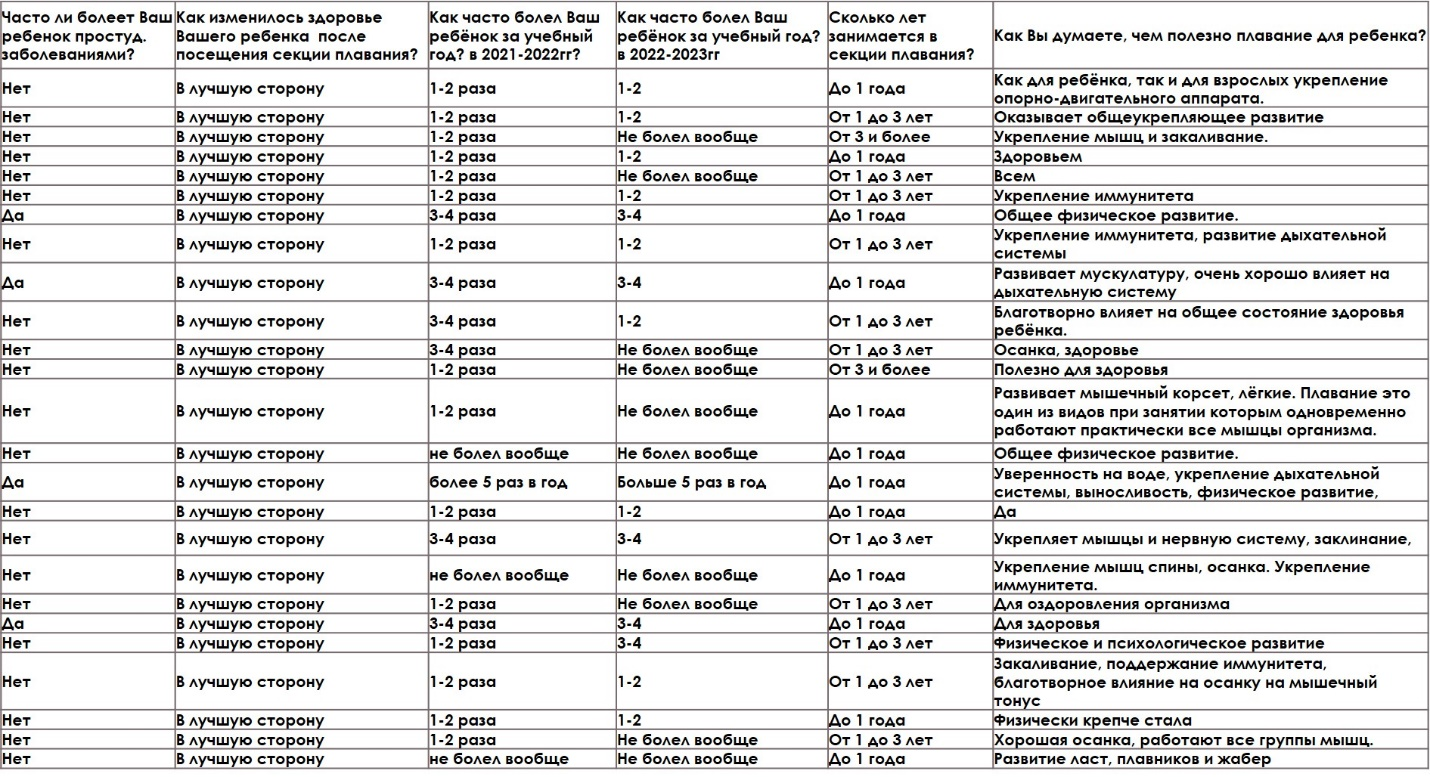 Часто ли болеет Ваш ребенок простуд. заболеваниями? Как изменилось здоровье Вашего ребенка после посещения секции плавания? Как часто болел Ваш ребёнок за учебный год? в 2021-2022гг? Как часто болел Ваш ребёнок за учебный год? в 2022-2023гг Сколько лет занимается в секции плавания? Как Вы думаете, чем полезно плавание для ребенка?
Нет В лучшую сторону 1-2 раза 1-2 До 1 года Как для ребёнка, так и для взрослых укрепление
опорно-двигательного аппарата.
Нет В лучшую сторону 1-2 раза 1-2 От 1 до 3 лет Оказывает общеукрепляющее развитие
Нет В лучшую сторону 1-2 раза Не болел вообще От 3 и более Укрепление мышц и закаливание.
Нет В лучшую сторону 1-2 раза 1-2 До 1 года Здоровьем
Нет В лучшую сторону 1-2 раза Не болел вообще От 1 до 3 лет Всем
Нет В лучшую сторону 1-2 раза 1-2 От 1 до 3 лет Укрепление иммунитета
Да В лучшую сторону 3-4 раза 3-4 До 1 года Общее физическое развитие.
Нет В лучшую сторону 1-2 раза 1-2 От 1 до 3 лет Укрепление иммунитета, развитие дыхательной
системы
Да В лучшую сторону 3-4 раза 3-4 До 1 года Развивает мускулатуру, очень хорошо влияет на
дыхательную систему
Нет В лучшую сторону 3-4 раза 1-2 От 1 до 3 лет Благотворно влияет на общее состояние здоровья
ребёнка.
Нет В лучшую сторону 3-4 раза Не болел вообще От 1 до 3 лет Осанка, здоровье
Нет В лучшую сторону 1-2 раза Не болел вообще От 3 и более Полезно для здоровья
Нет В лучшую сторону 1-2 раза Не болел вообще До 1 года Развивает мышечный корсет, лёгкие. Плавание это
один из видов при занятии которым одновременно
работают практически все мышцы организма.
Нет В лучшую сторону не болел вообще Не болел вообще До 1 года Общее физическое развитие.
Да В лучшую сторону более 5 раз в год Больше 5 раз в год До 1 года Уверенность на воде, укрепление дыхательной
системы, выносливость, физическое развитие,
Нет В лучшую сторону 1-2 раза 1-2 До 1 года Да
Нет В лучшую сторону 3-4 раза 3-4 От 1 до 3 лет Укрепляет мышцы и нервную систему, заклинание,
Нет В лучшую сторону не болел вообще Не болел вообще До 1 года Укрепление мышц спины, осанка. Укрепление
иммунитета.
Нет В лучшую сторону 1-2 раза Не болел вообще От 1 до 3 лет Для оздоровления организма
Да В лучшую сторону 3-4 раза 3-4 До 1 года Для здоровья
Нет В лучшую сторону 1-2 раза 3-4 От 1 до 3 лет Физическое и психологическое развитие
Нет В лучшую сторону 1-2 раза 1-2 От 1 до 3 лет Закаливание, поддержание иммунитета,
благотворное влияние на осанку на мышечный
тонус
Нет В лучшую сторону 1-2 раза 1-2 До 1 года Физически крепче стала
Нет В лучшую сторону 1-2 раза Не болел вообще От 1 до 3 лет Хорошая осанка, работают все группы мышц.
Нет В лучшую сторону не болел вообще Не болел вообще До 1 года Развитие ласт, плавников и жабер